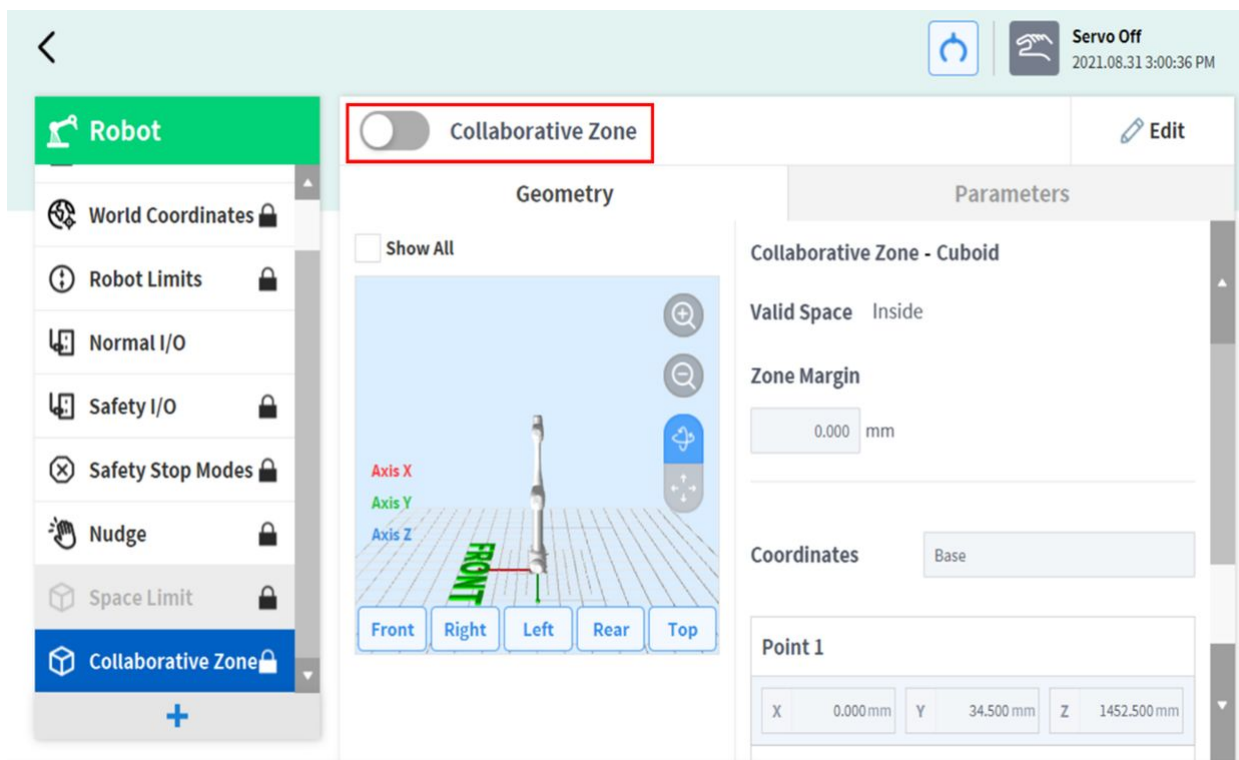 Servo Off
2021.08.31 3:00:36 PM
Robot
World Coordinates
Robot Limits
Normal I/O
Safety I/O
Safety Stop Modes
Nudge
Space Limit
Collaborative Zone
+
Collaborative Zone
Edit
Geometry
Parameters
Show All
Axis X
Axis Y
Axis Z
FRONT
Front
Right
Left
Rear
Top
Collaborative Zone - Cuboid
Valid Space Inside
Zone Margin
0.000 mm
Coordinates Base
Point 1
X 0.000 mm Y 34.500 mm Z 1452.500 mm